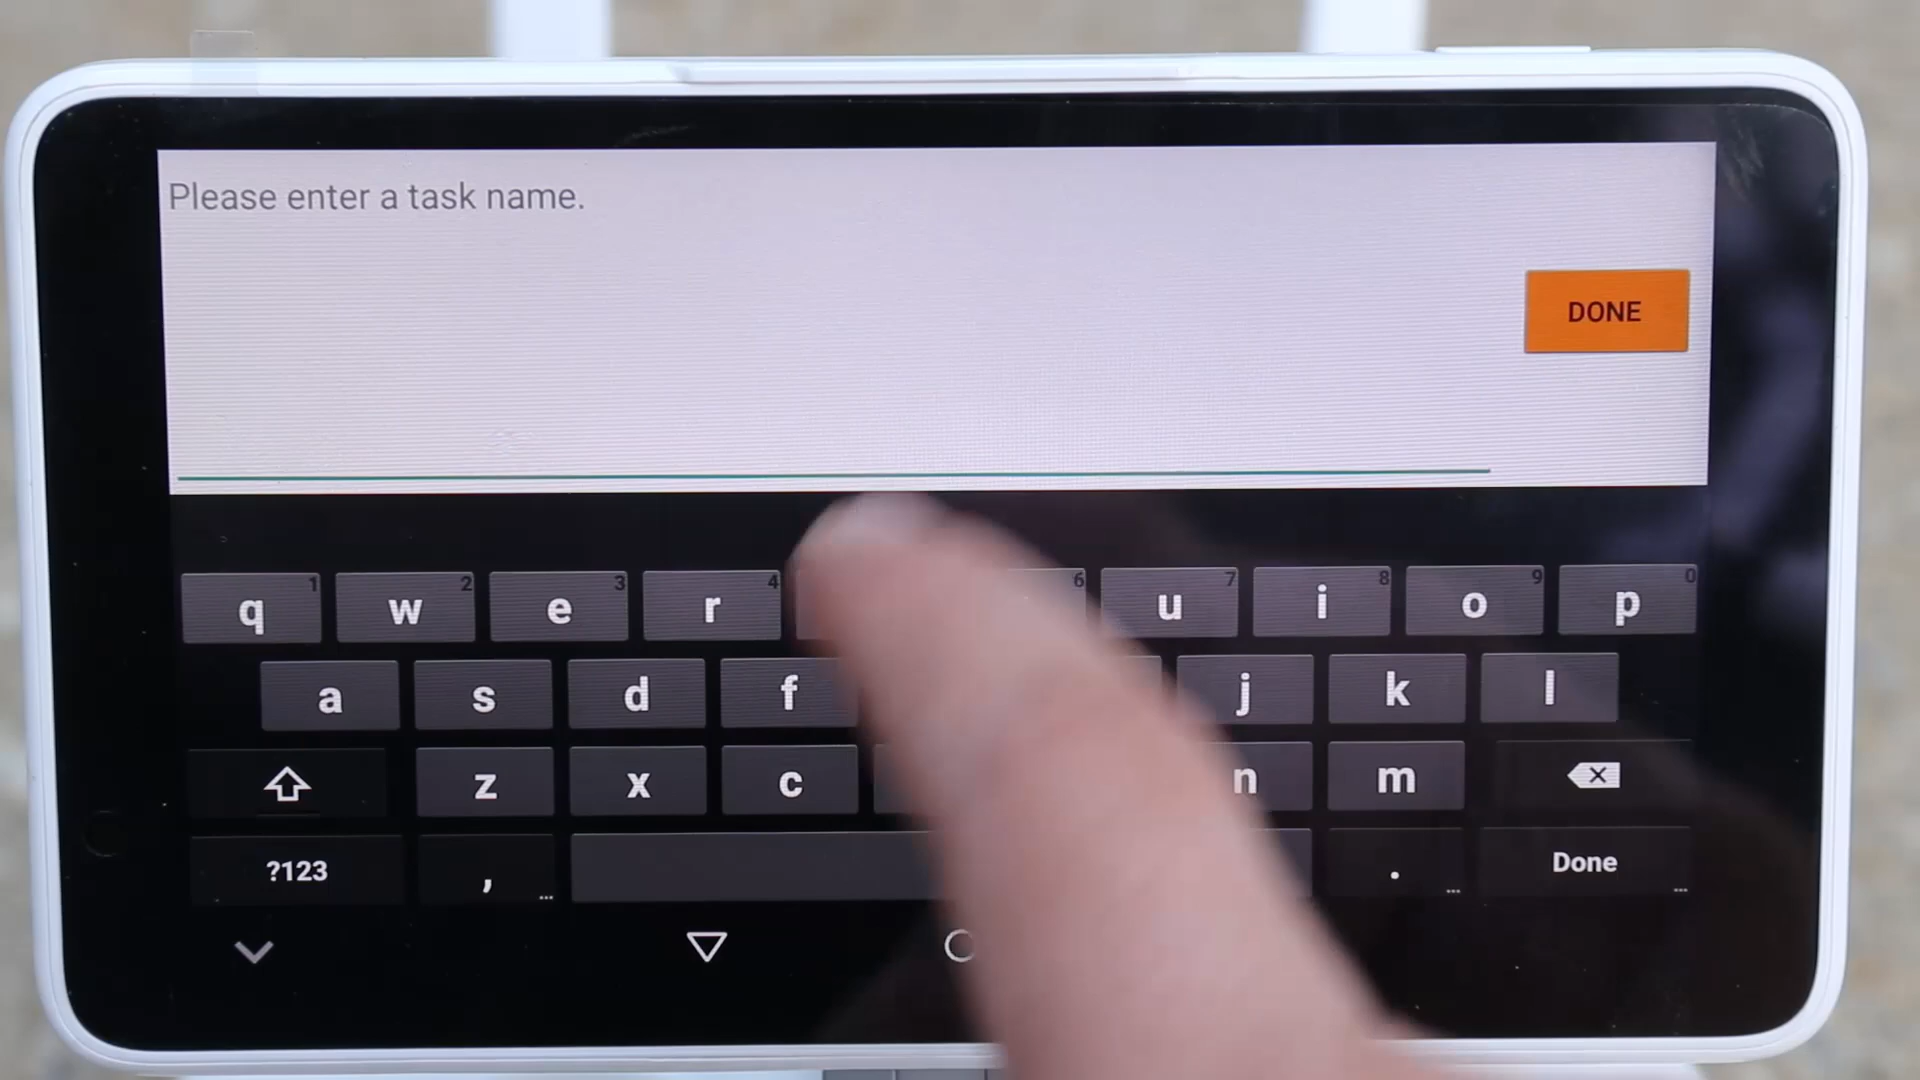 Please enter a task name.
DONE
q 1 w 2 e 3 r 4 6 u 7 i 8 o 9 p 0
a s d f j k l
z x c n m
?123 , ... . ... Done ...